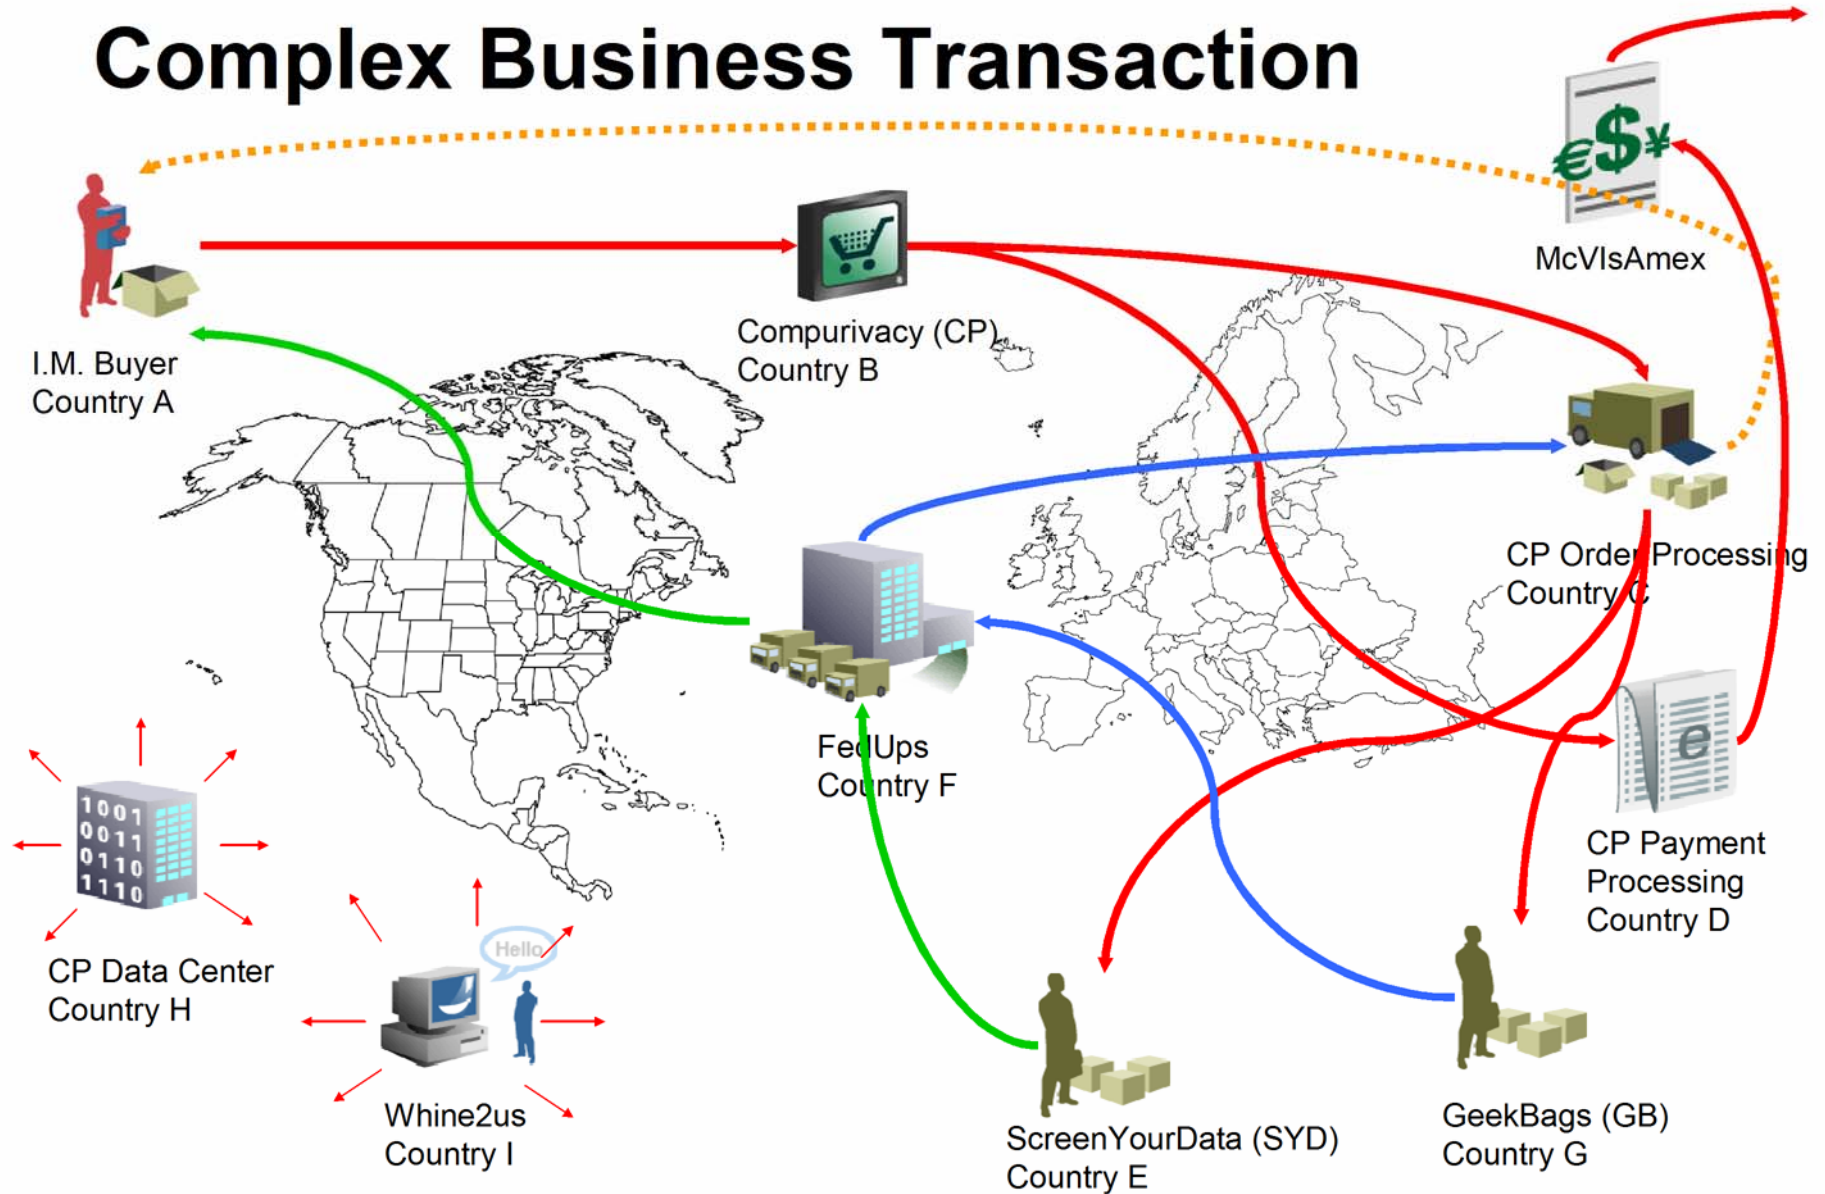 Complex Business Transaction
€$¥
McVIsAmex
I.M. Buyer
Country A
Compurivacy (CP)
Country B
CP Order Processing
Country C
FedUps
Country F
1001
0011
0110
1110
CP Data Center
Country H
Hello
Whine2us
Country I
e
CP Payment
Processing
Country D
ScreenYourData (SYD)
Country E
GeekBags (GB)
Country G